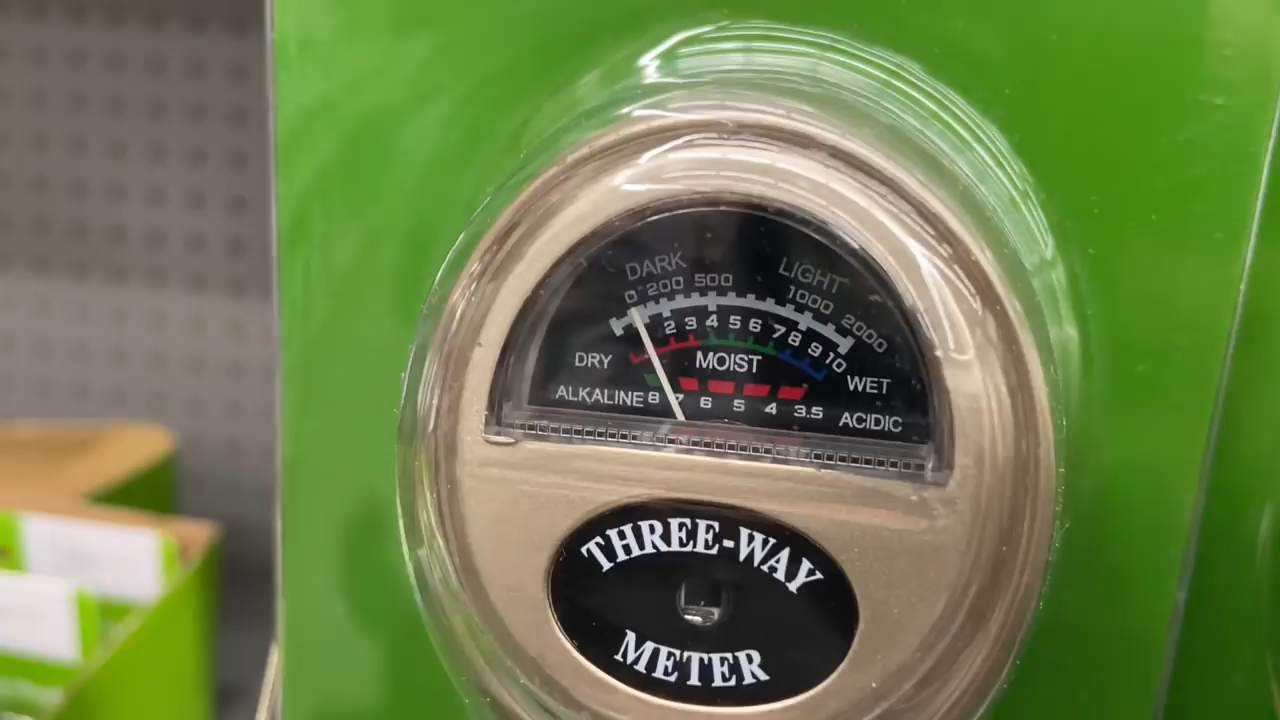 DARK LIGHT
0 200 500 1000 2000
2 3 4 5 6 7 8 9 10
DRY MOIST WET
ALKALINE 8 7 6 5 4 3.5 ACIDIC
THREE-WAY
METER